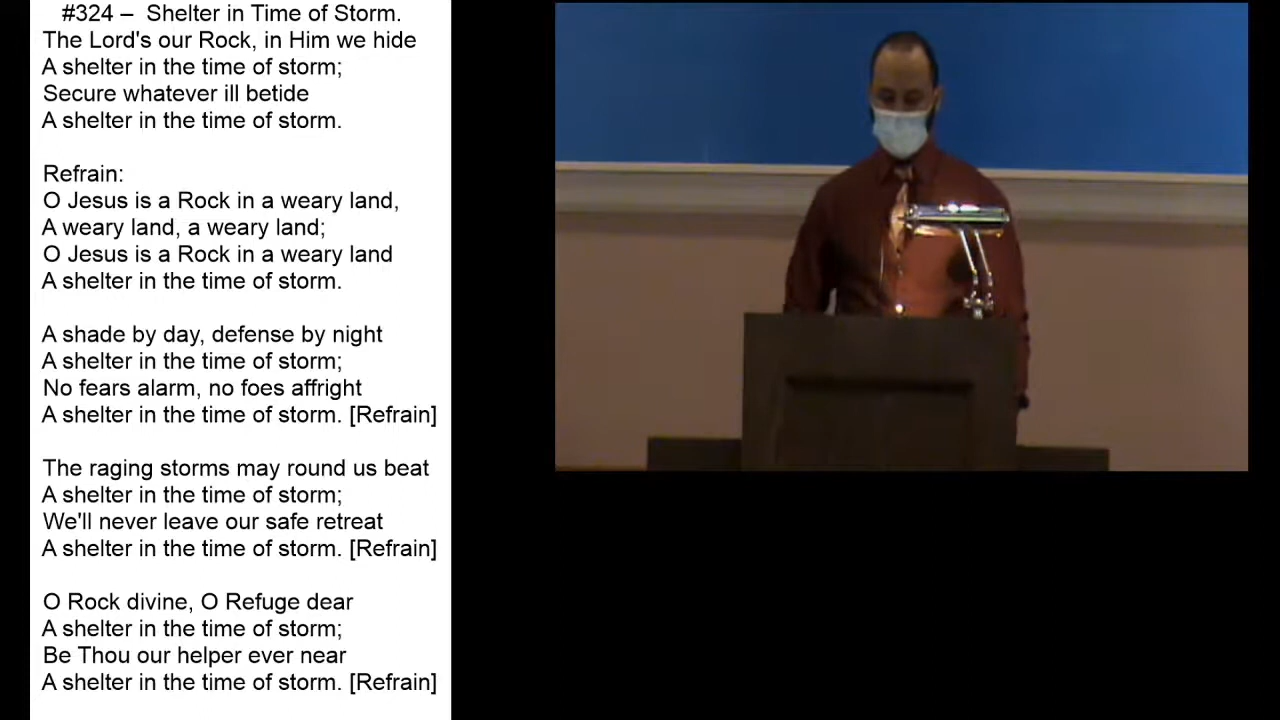 #324 –  Shelter in Time of Storm.
The Lord's our Rock, in Him we hide
A shelter in the time of storm;
Secure whatever ill betide
A shelter in the time of storm.

Refrain:
O Jesus is a Rock in a weary land,
A weary land, a weary land;
O Jesus is a Rock in a weary land
A shelter in the time of storm.

A shade by day, defense by night
A shelter in the time of storm;
No fears alarm, no foes affright
A shelter in the time of storm. [Refrain]

The raging storms may round us beat
A shelter in the time of storm;
We'll never leave our safe retreat
A shelter in the time of storm. [Refrain]

O Rock divine, O Refuge dear
A shelter in the time of storm;
Be Thou our helper ever near
A shelter in the time of storm. [Refrain]